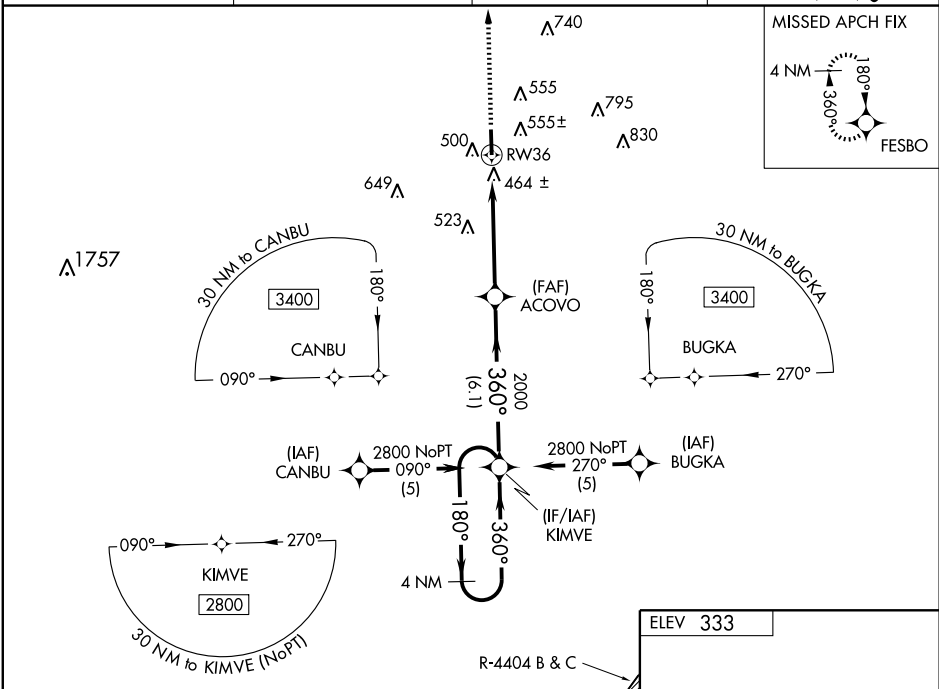 MISSED APCH FIX
4 NM
180°
360°
FESBO
740
555
795
555±
830
500
RW36
464 ±
649
523
1757
30 NM to CANBU
3400
180°
CANBU
090°
(FAF)
ACOVO
30 NM to BUGKA
3400
180°
BUGKA
270°
2000
360°
(6.1)
(IAF)
CANBU
2800 NoPT
090°
(5)
2800 NoPT
270°
(5)
(IAF)
BUGKA
(IF/IAF)
KIMVE
180°
360°
4 NM
090°
270°
KIMVE
2800
30 NM to KIMVE (NoPT)
ELEV 333
R-4404 B & C